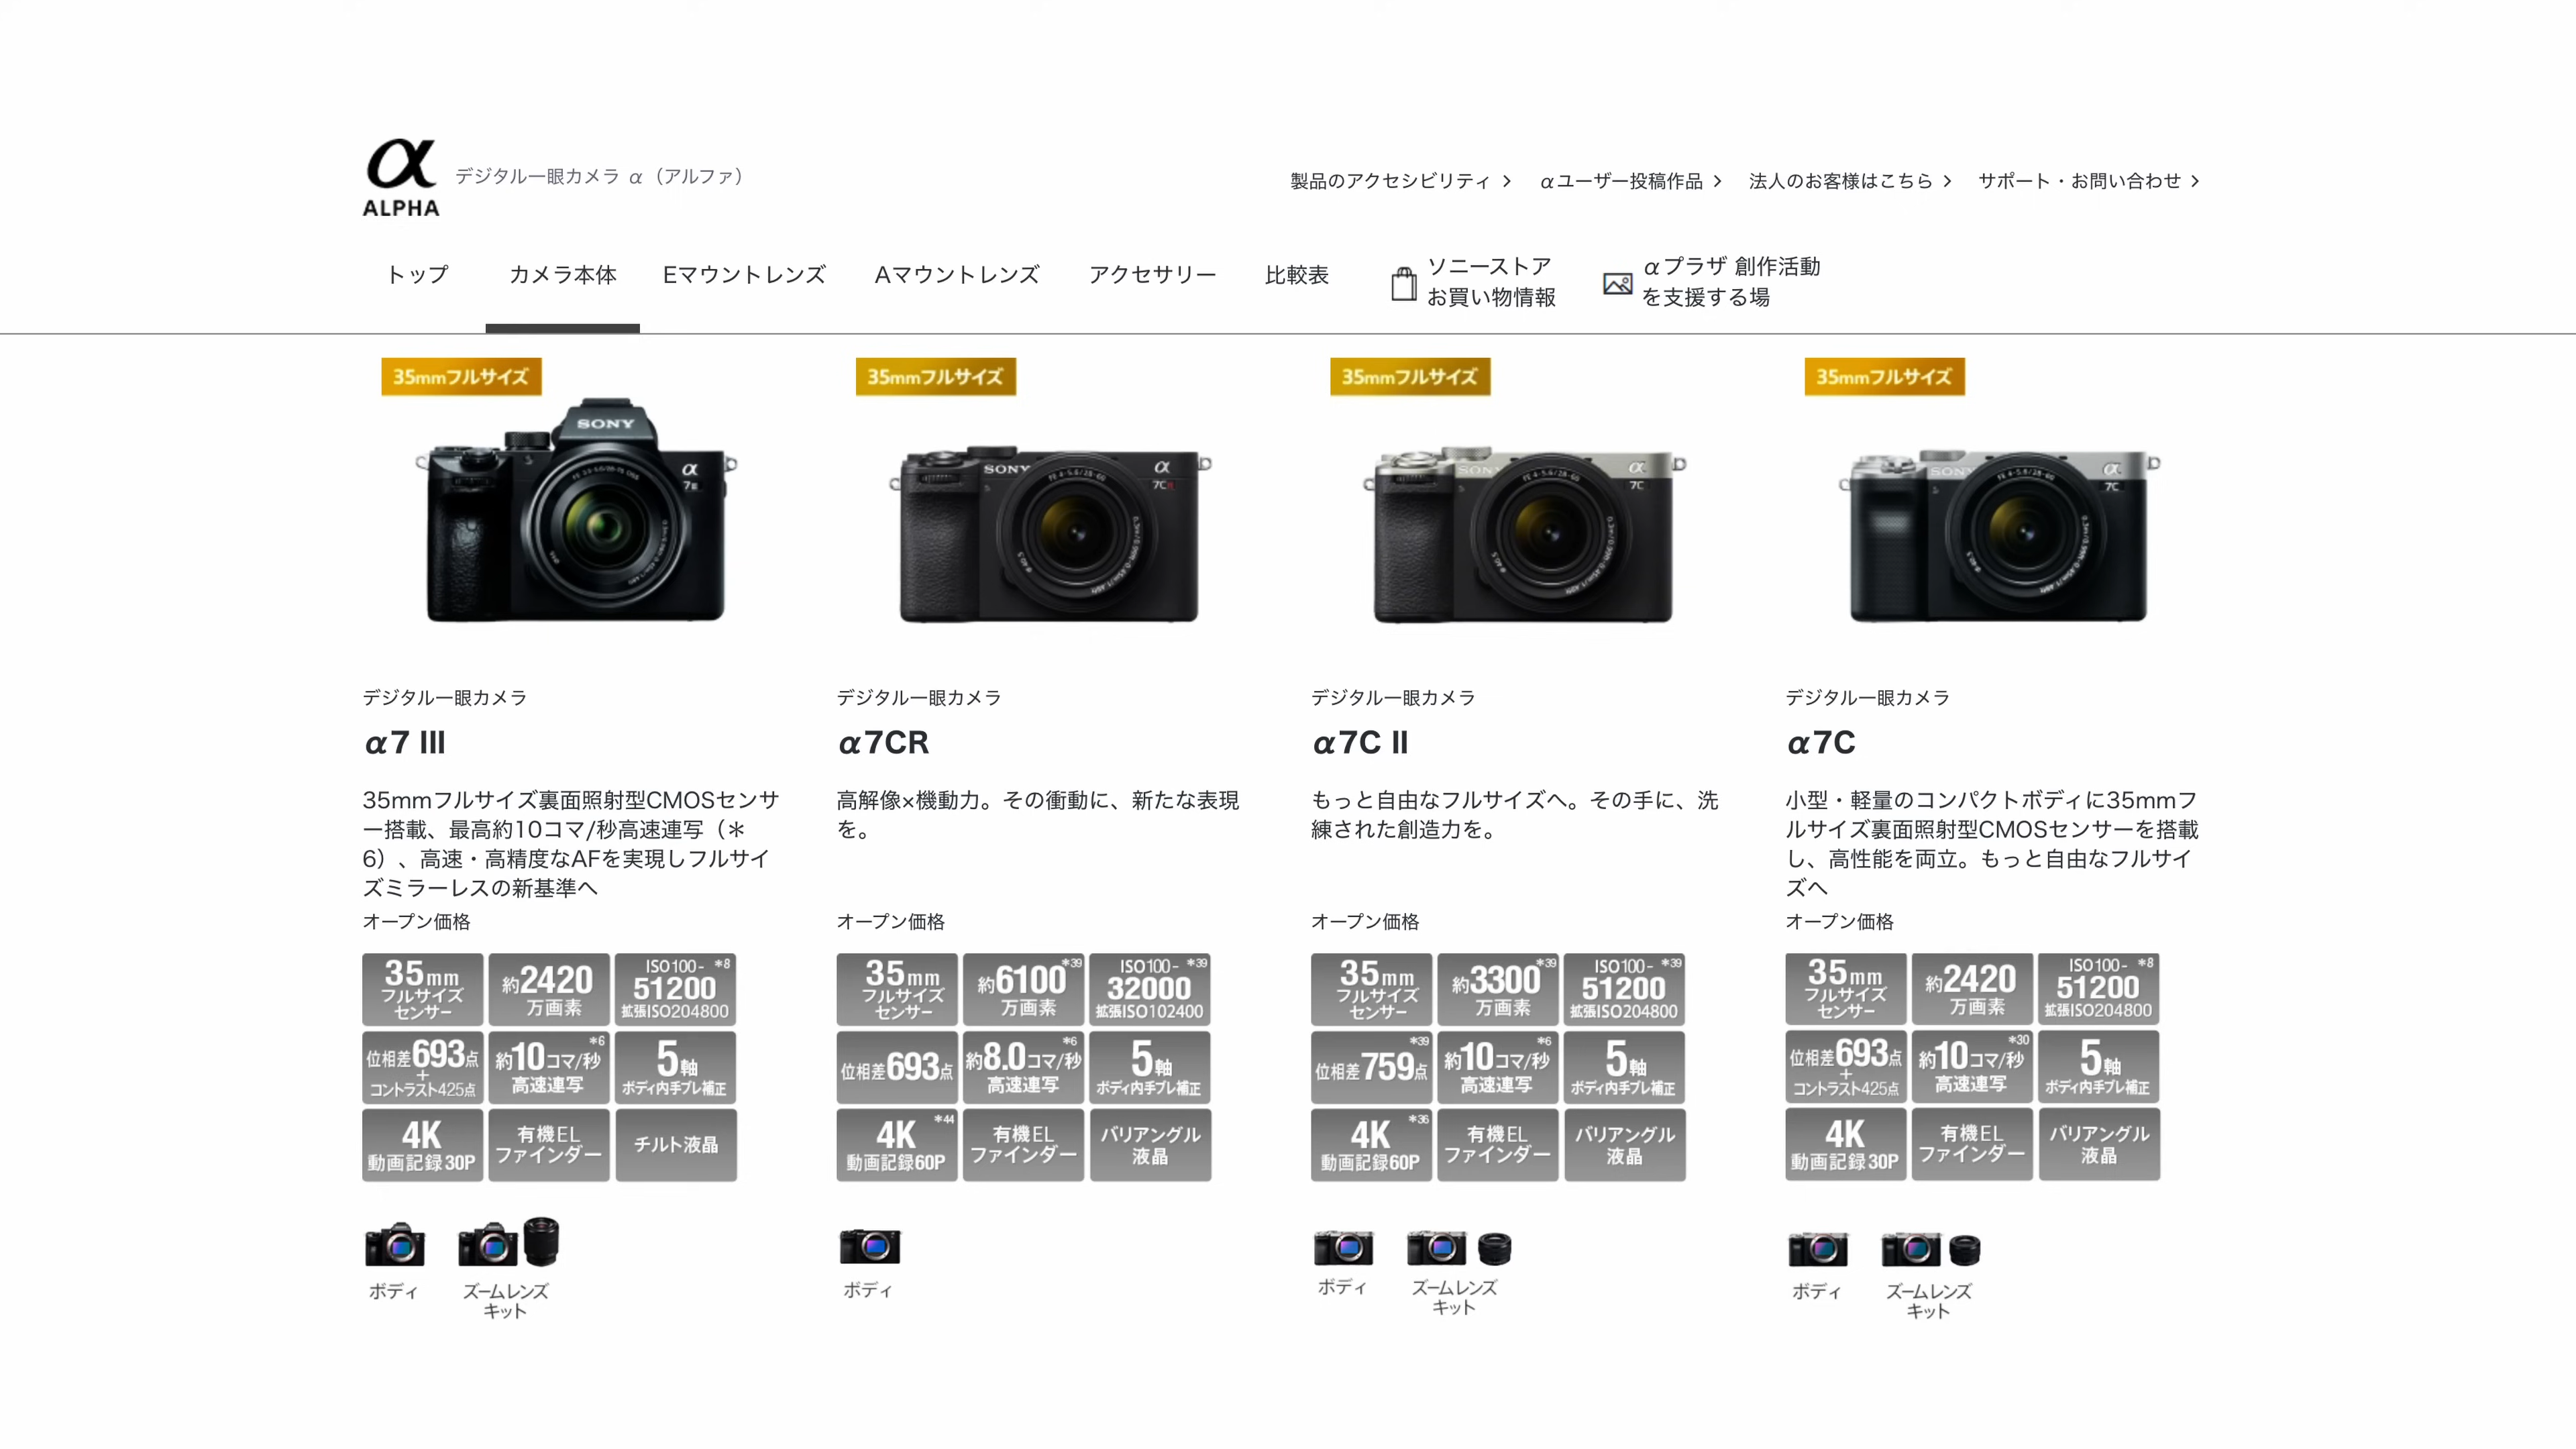 α
ALPHA
デジタル一眼カメラ α（アルファ）
製品のアクセシビリティ
αユーザー投稿作品
法人のお客様はこちら
サポート・お問い合わせ
トップ
カメラ本体
Eマウントレンズ
Aマウントレンズ
アクセサリー
比較表
ソニーストア
お買い物情報
αプラザ 創作活動
を支援する場
35mmフルサイズ
SONY
α
7 III
デジタル一眼カメラ
α7 III
35mmフルサイズ裏面照射型CMOSセンサ
ー搭載、最高約10コマ/秒高速連写（＊
6）、高速・高精度なAFを実現しフルサイ
ズミラーレスの新基準へ
オープン価格
35mm
フルサイズ
センサー
約2420
万画素
ISO100- *8
51200
拡張ISO204800
位相差693点
+
コントラスト425点
*6
約10コマ/秒
高速連写
5軸
ボディ内手ブレ補正
4K
動画記録30P
有機EL
ファインダー
チルト液晶
ボディ
ズームレンズ
キット
35mmフルサイズ
SONY
α
7CR
デジタル一眼カメラ
α7CR
高解像×機動力。その衝動に、新たな表現
を。
オープン価格
35mm
フルサイズ
センサー
約6100*39
万画素
ISO100- *39
32000
拡張ISO102400
位相差693点
*6
約8.0コマ/秒
高速連写
5軸
ボディ内手ブレ補正
*44
4K
動画記録60P
有機EL
ファインダー
バリアングル
液晶
ボディ
35mmフルサイズ
SONY
α
7C
デジタル一眼カメラ
α7C II
もっと自由なフルサイズへ。その手に、洗
練された創造力を。
オープン価格
35mm
フルサイズ
センサー
約3300*39
万画素
ISO100- *39
51200
拡張ISO204800
*39
位相差759点
*6
約10コマ/秒
高速連写
5軸
ボディ内手ブレ補正
*36
4K
動画記録60P
有機EL
ファインダー
バリアングル
液晶
ボディ
ズームレンズ
キット
35mmフルサイズ
SONY
α
7C
デジタル一眼カメラ
α7C
小型・軽量のコンパクトボディに35mmフ
ルサイズ裏面照射型CMOSセンサーを搭載
し、高性能を両立。もっと自由なフルサイ
ズへ
オープン価格
35mm
フルサイズ
センサー
約2420
万画素
ISO100- *8
51200
拡張ISO204800
位相差693点
+
コントラスト425点
*30
約10コマ/秒
高速連写
5軸
ボディ内手ブレ補正
4K
動画記録30P
有機EL
ファインダー
バリアングル
液晶
ボディ
ズームレンズ
キット